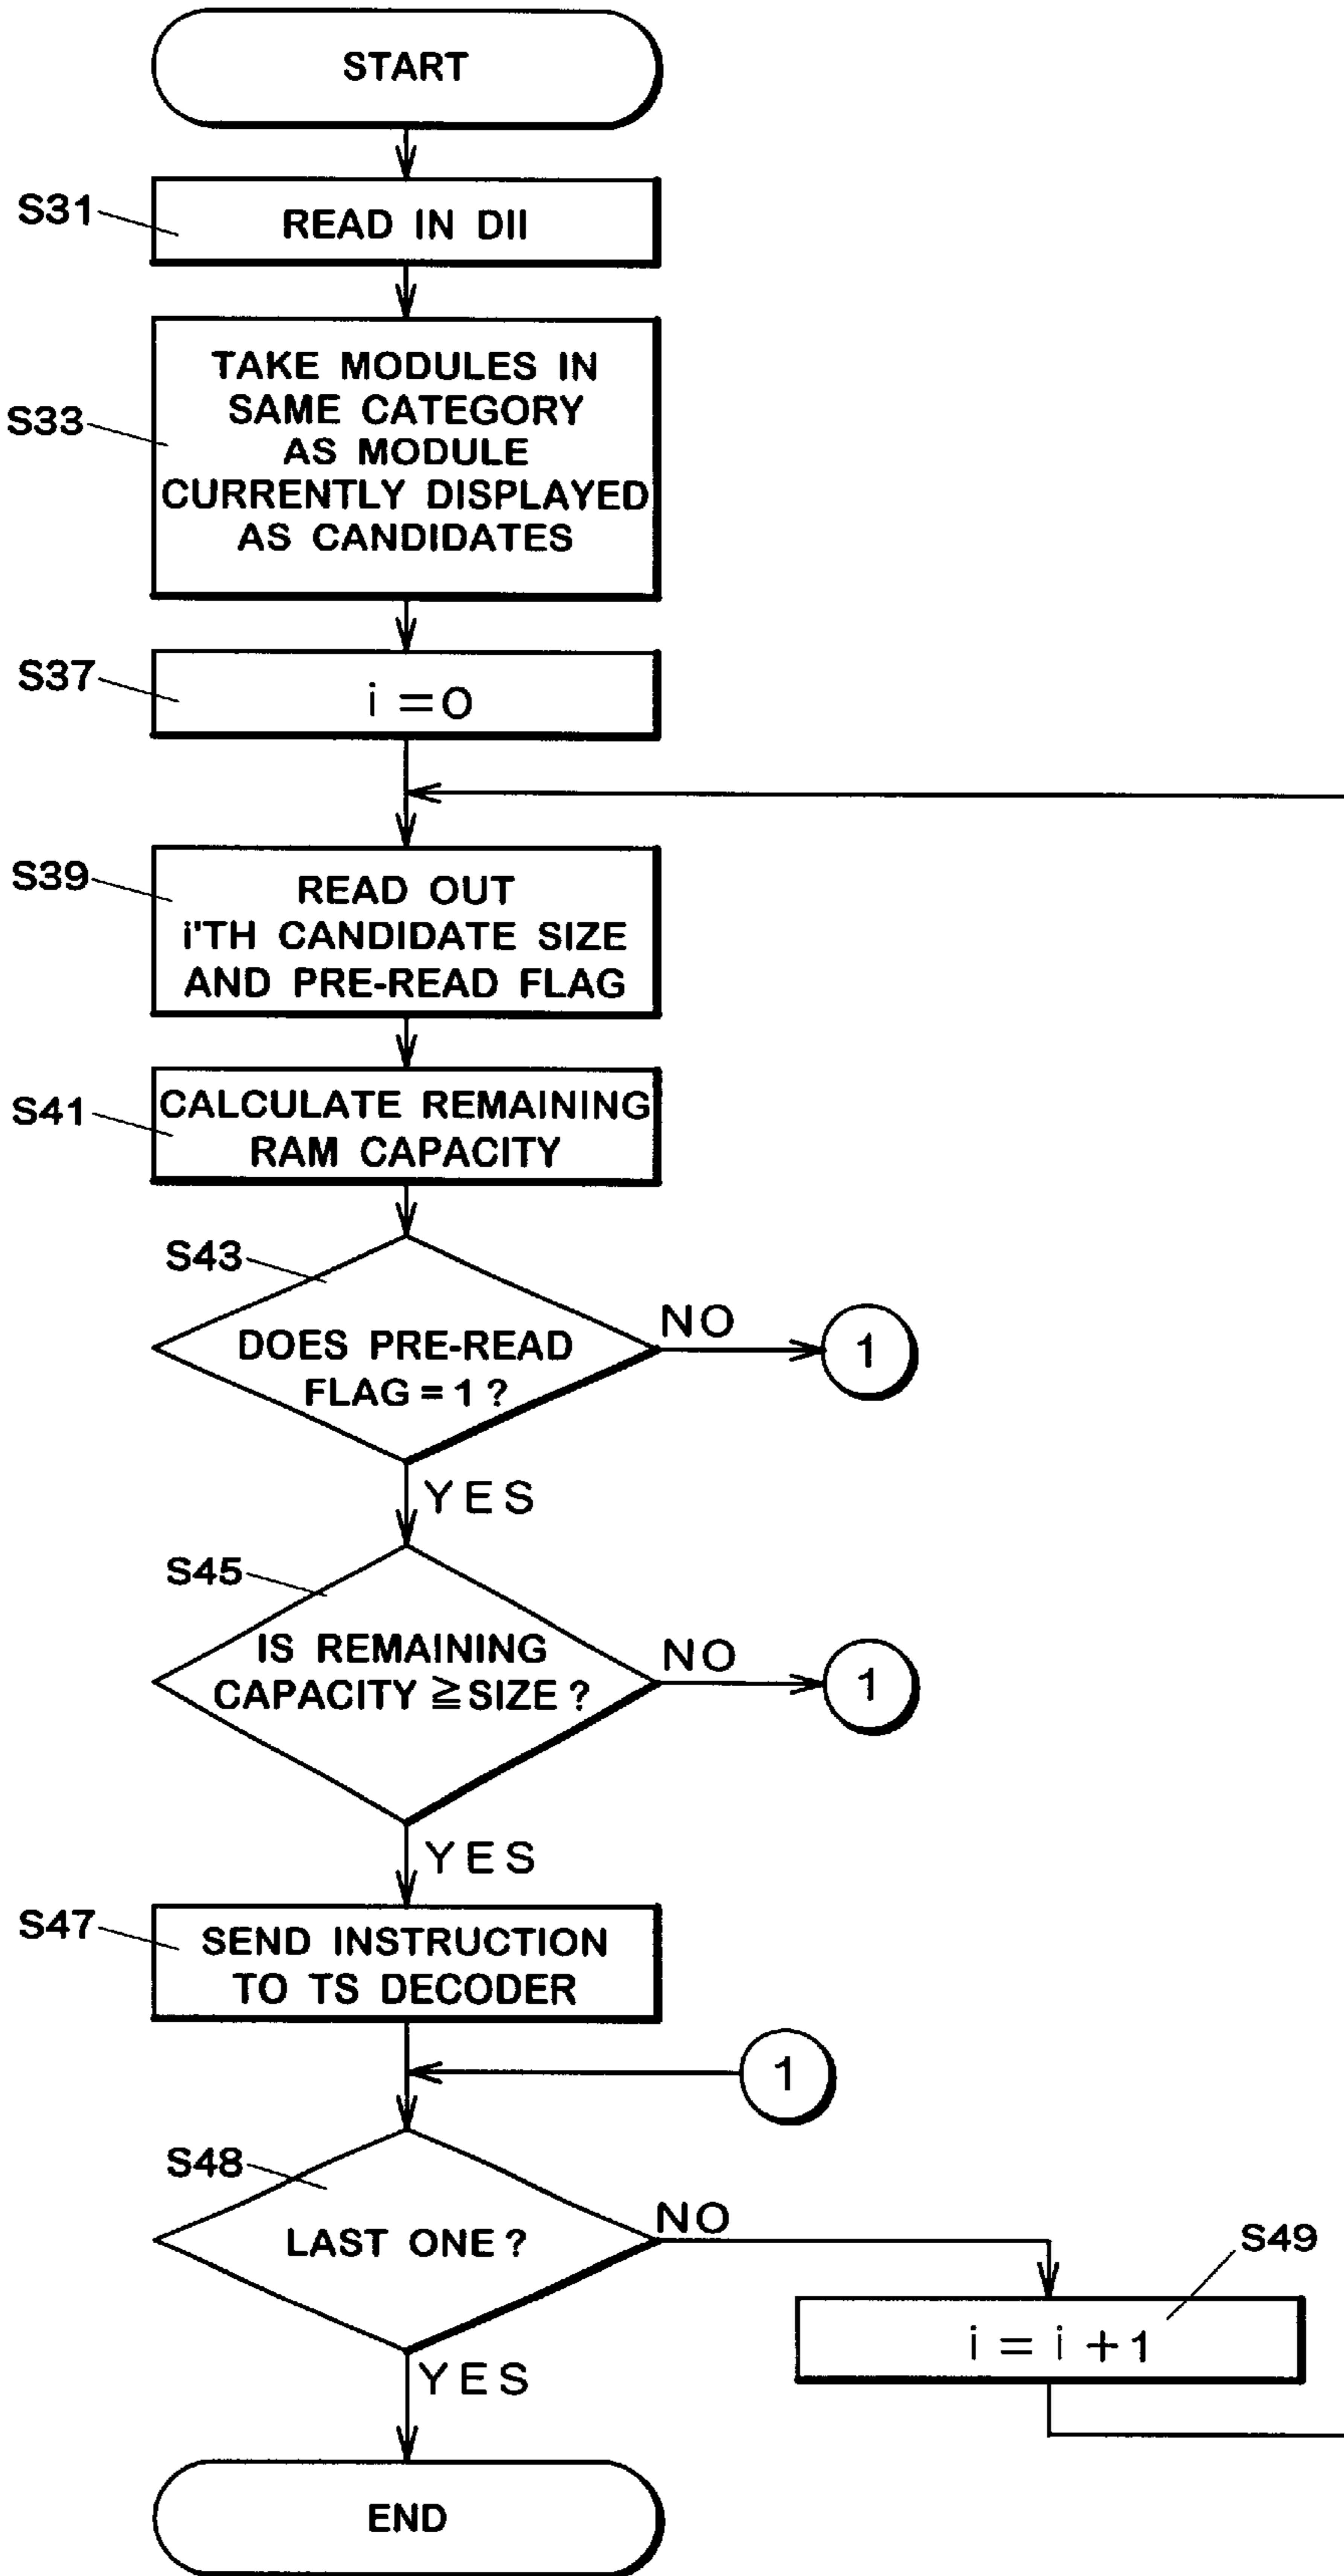 START
S31
READ IN DII
S33
TAKE MODULES IN
SAME CATEGORY
AS MODULE
CURRENTLY DISPLAYED
AS CANDIDATES
S37
i = 0
S39
READ OUT
i'TH CANDIDATE SIZE
AND PRE-READ FLAG
S41
CALCULATE REMAINING
RAM CAPACITY
S43
DOES PRE-READ
FLAG = 1 ?
NO
1
YES
S45
IS REMAINING
CAPACITY ≧ SIZE ?
NO
1
YES
S47
SEND INSTRUCTION
TO TS DECODER
1
S48
LAST ONE ?
NO
S49
i = i + 1
YES
END